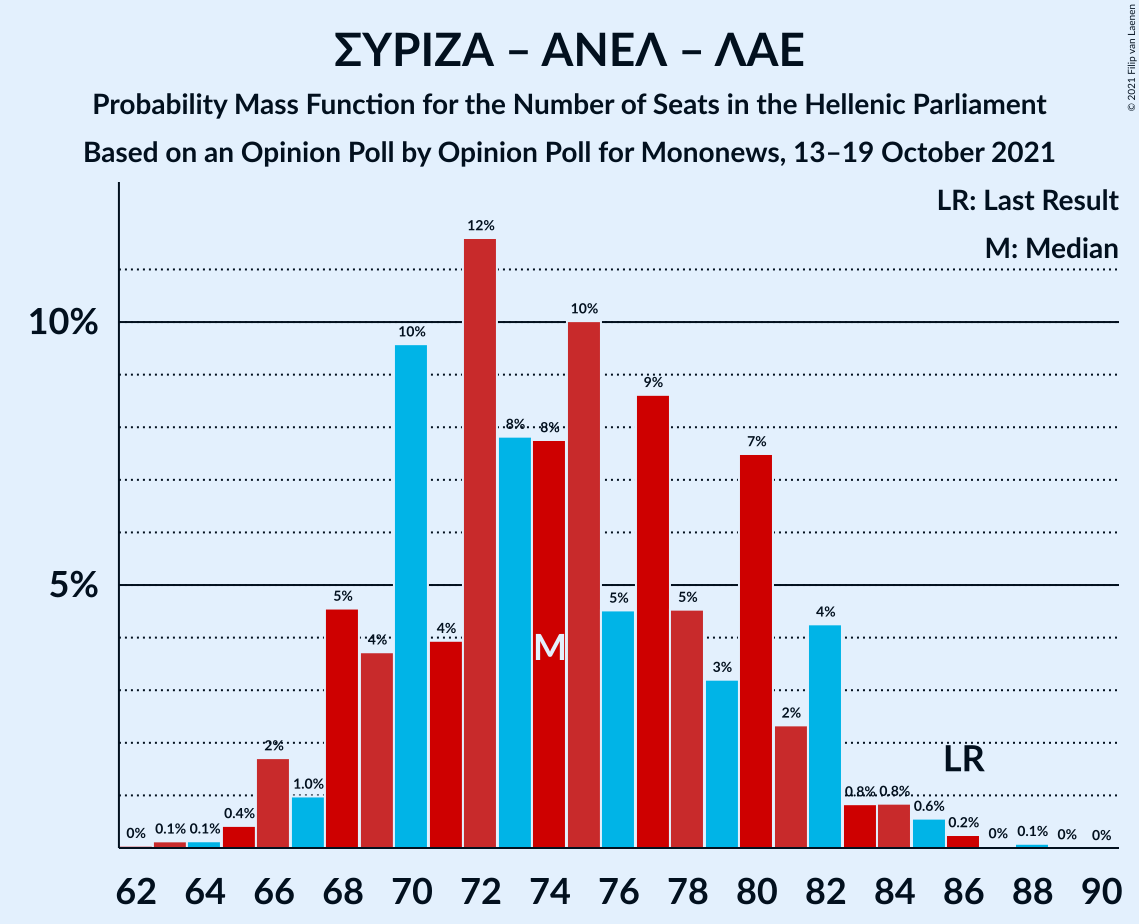 ΣΥΡΙΖΑ – ΑΝΕΛ – ΛΑΕ
Probability Mass Function for the Number of Seats in the Hellenic Parliament
Based on an Opinion Poll by Opinion Poll for Mononews, 13–19 October 2021
© 2021 Filip van Laenen
LR: Last Result
M: Median
10%
5%
0% 0.1% 0.1% 0.4% 2% 1.0% 5% 4% 10% 4% 12% 8% 8% 10% 5% 9% 5% 3% 7% 2% 4% 0.8% 0.8% 0.6% 0.2% 0% 0.1% 0% 0%
M
LR
62 64 66 68 70 72 74 76 78 80 82 84 86 88 90